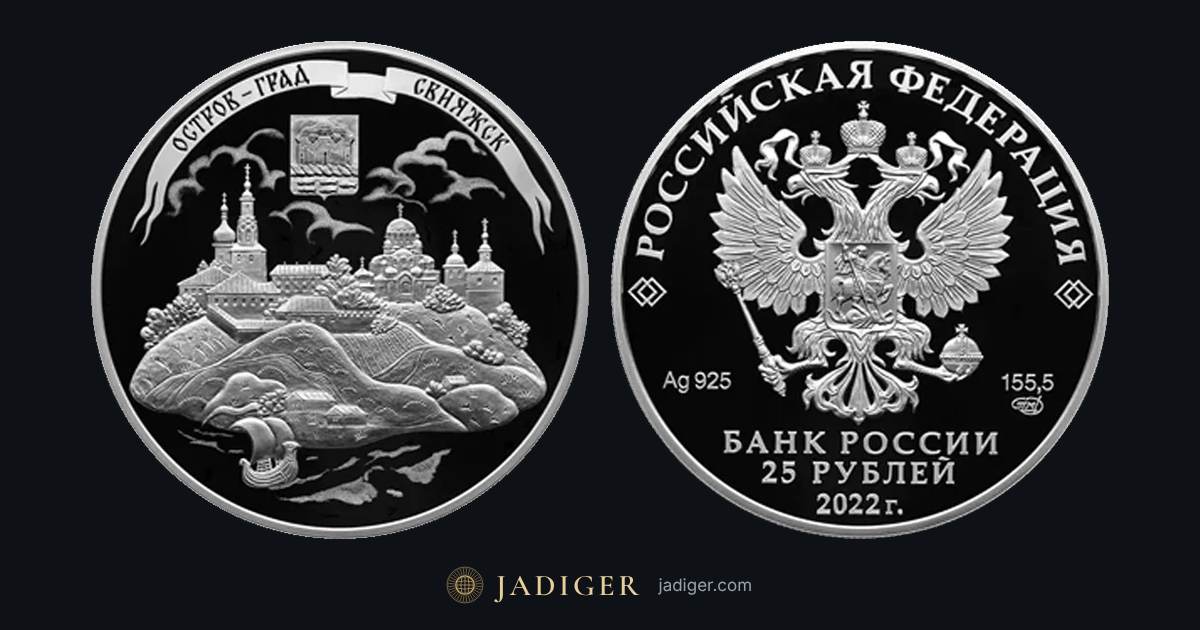 ОСТРОВ-ГРАД СВИЯЖСК
РОССИЙСКАЯ ФЕДЕРАЦИЯ
Ag 925
155,5
БАНК РОССИИ
25 РУБЛЕЙ
2022 г.
JADIGER jadiger.com